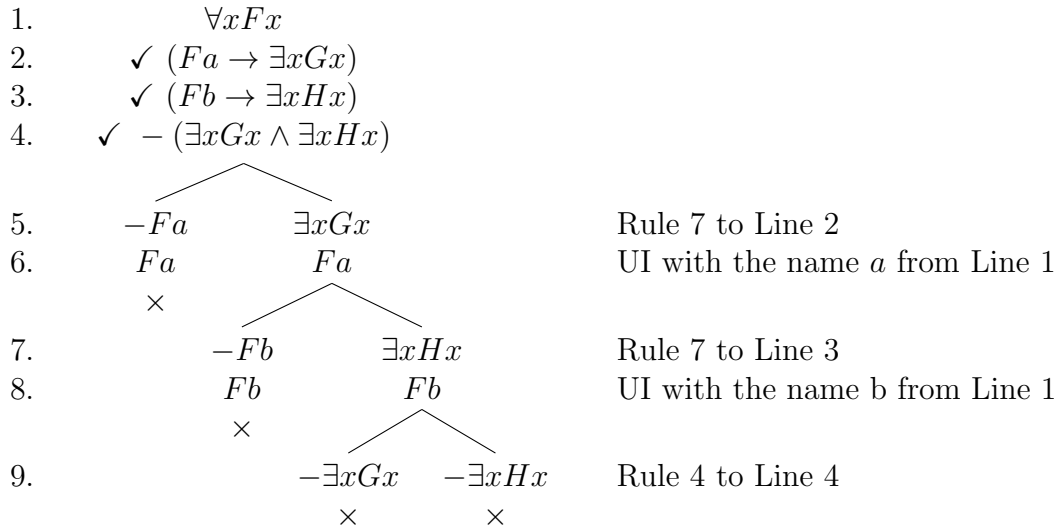 1. ∀xFx
2. ✓ (Fa → ∃xGx)
3. ✓ (Fb → ∃xHx)
4. ✓ − (∃xGx ∧ ∃xHx)
5. −Fa ∃xGx Rule 7 to Line 2
6. Fa Fa UI with the name a from Line 1
×
7. −Fb ∃xHx Rule 7 to Line 3
8. Fb Fb UI with the name b from Line 1
×
9. −∃xGx −∃xHx Rule 4 to Line 4
× ×